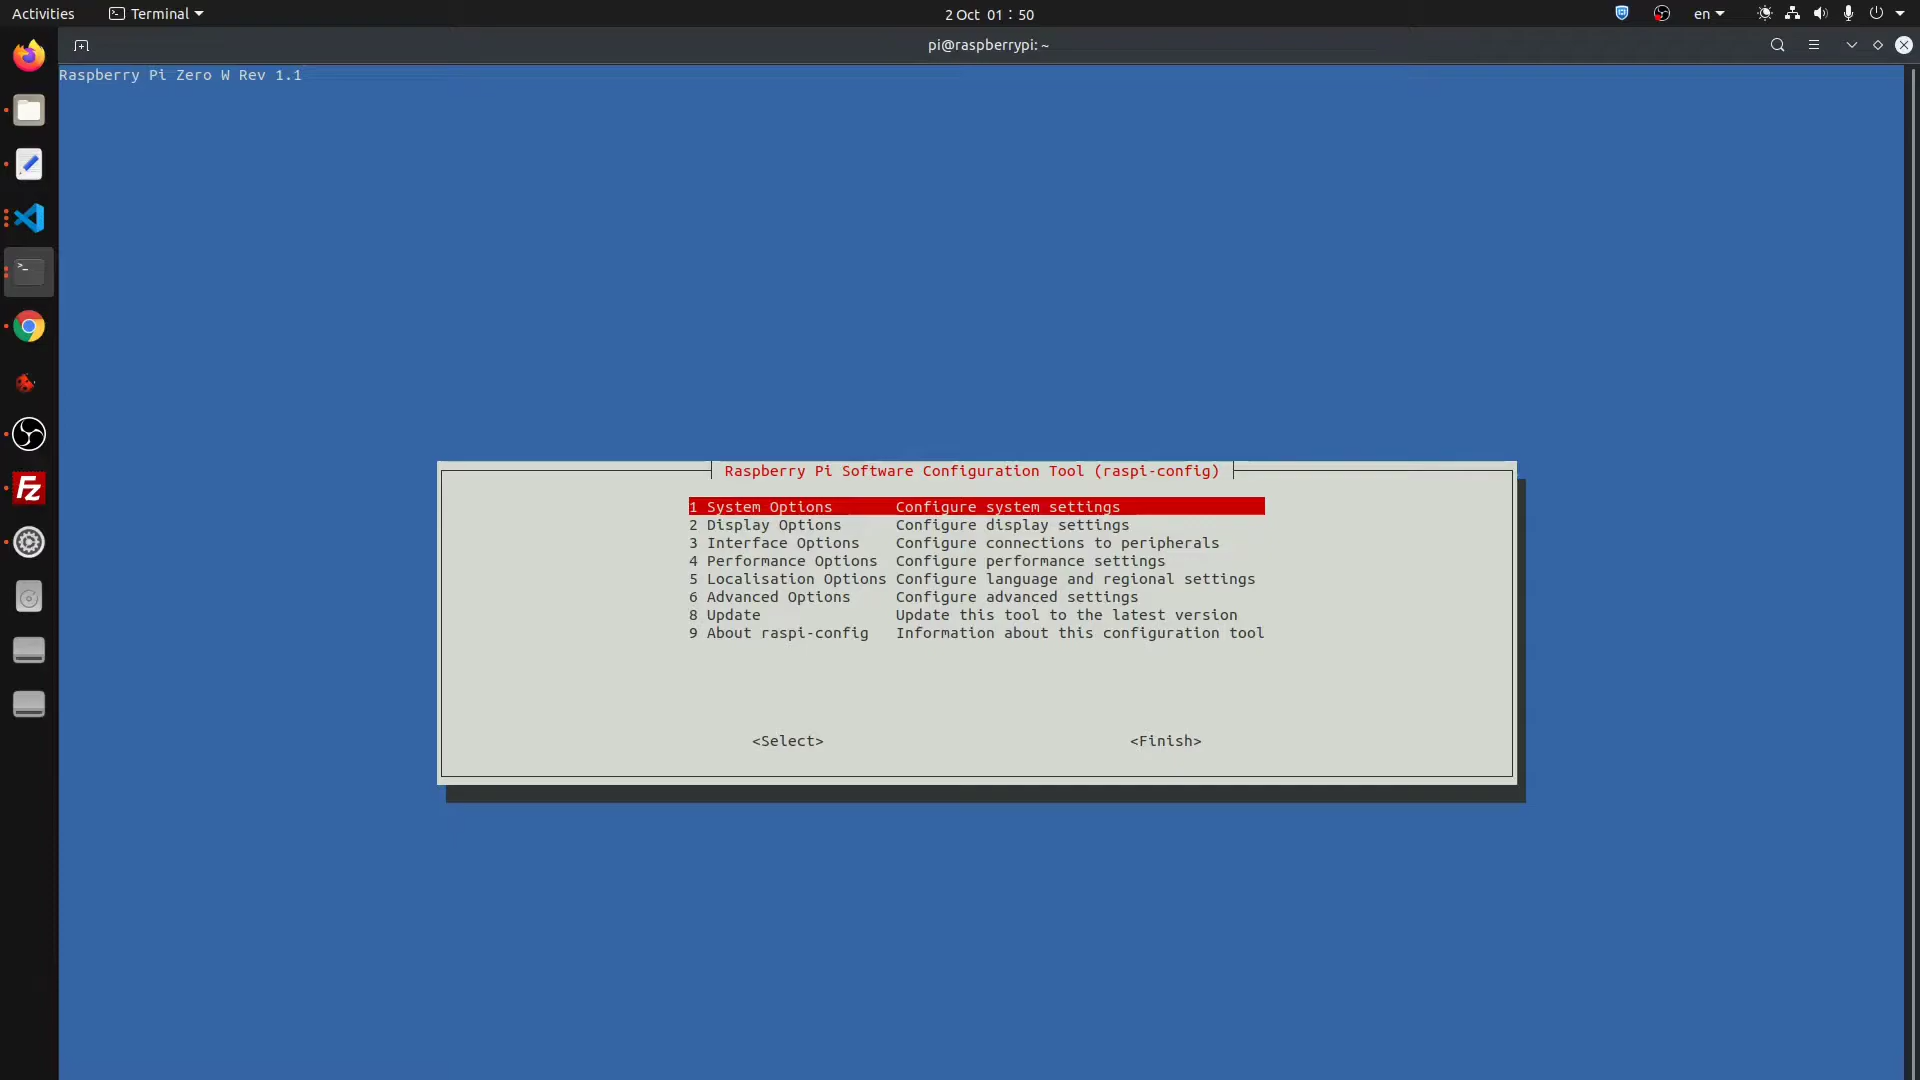 Activities Terminal 2 Oct 01 : 50 en
pi@raspberrypi: ~
Raspberry Pi Zero W Rev 1.1
Raspberry Pi Software Configuration Tool (raspi-config)
1 System Options Configure system settings
2 Display Options Configure display settings
3 Interface Options Configure connections to peripherals
4 Performance Options Configure performance settings
5 Localisation Options Configure language and regional settings
6 Advanced Options Configure advanced settings
8 Update Update this tool to the latest version
9 About raspi-config Information about this configuration tool
<Select> <Finish>